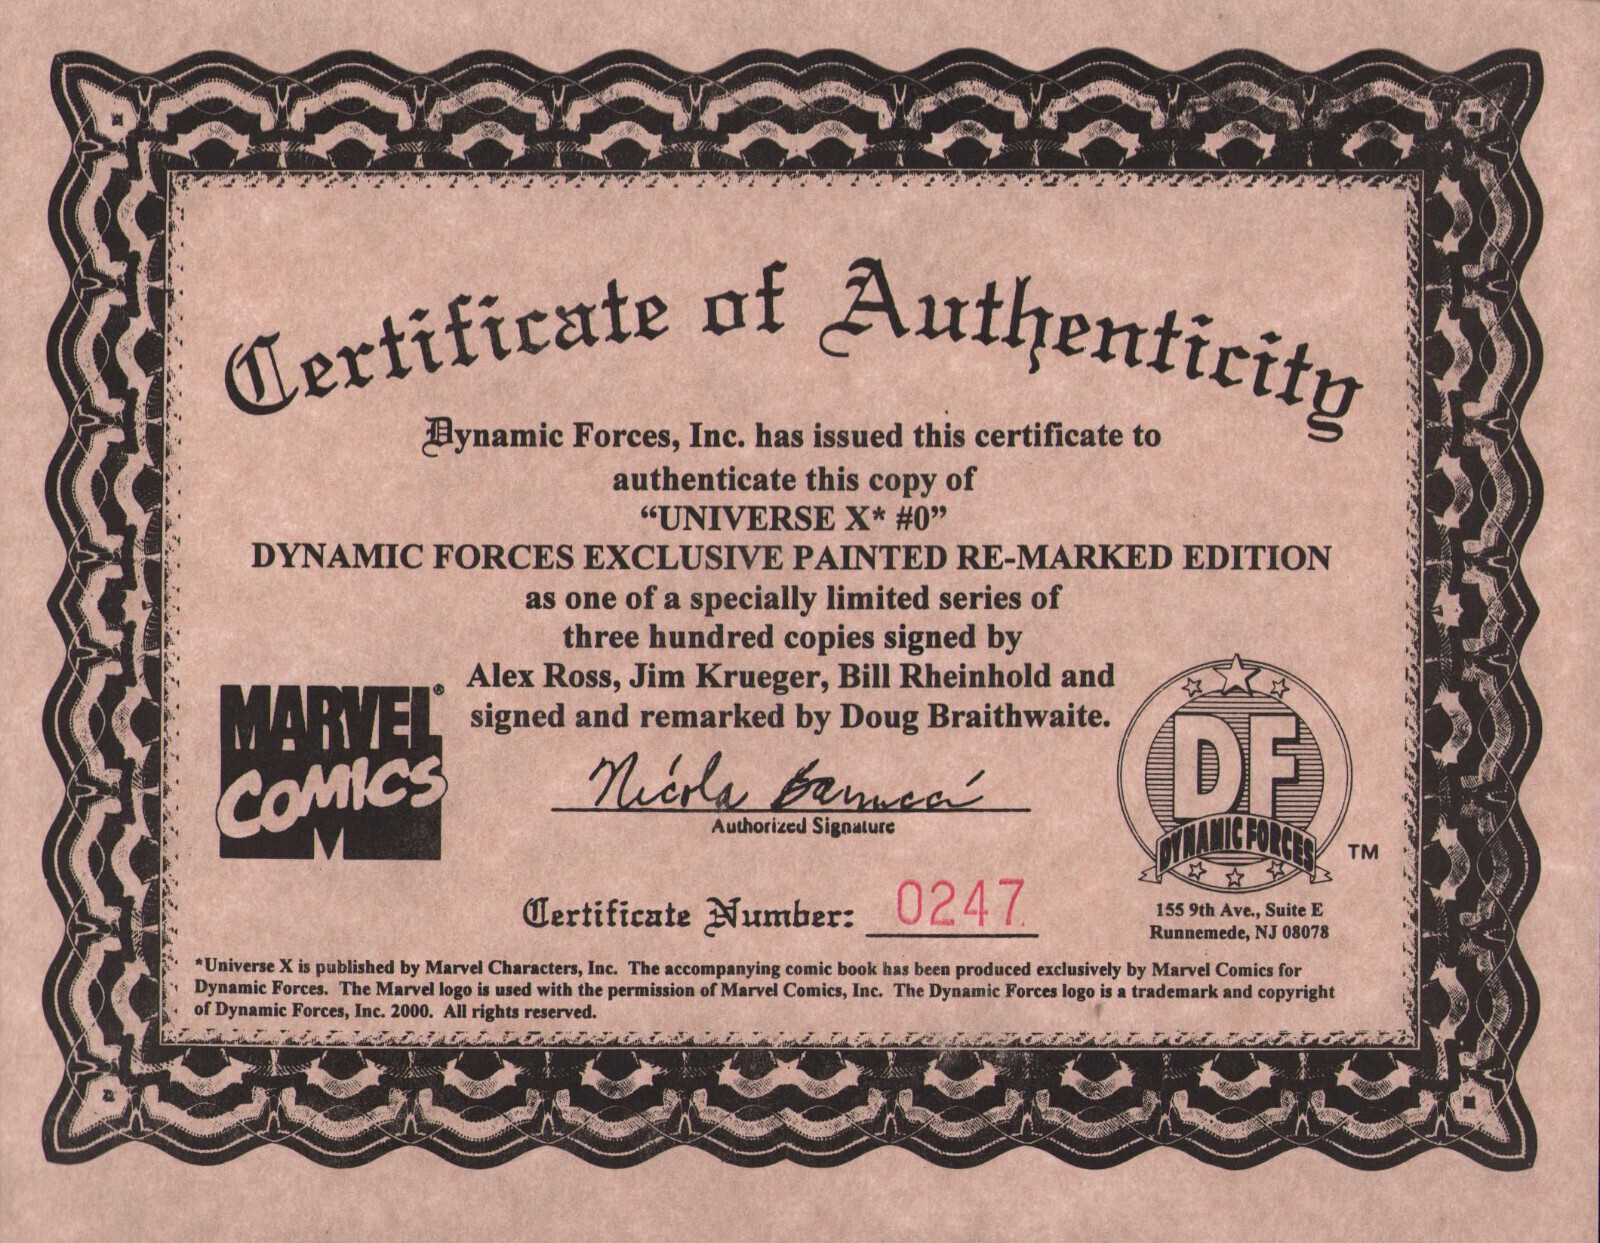 Certificate of Authenticity
Dynamic Forces, Inc. has issued this certificate to
authenticate this copy of
“UNIVERSE X* #0”
DYNAMIC FORCES EXCLUSIVE PAINTED RE-MARKED EDITION
as one of a specially limited series of
three hundred copies signed by
Alex Ross, Jim Krueger, Bill Rheinhold and
signed and remarked by Doug Braithwaite.
MARVEL®
COMICS
M
Nicola Barrucci
Authorized Signature
DF
DYNAMIC FORCES
TM
Certificate Number: 0247
155 9th Ave., Suite E
Runnemede, NJ 08078
*Universe X is published by Marvel Characters, Inc. The accompanying comic book has been produced exclusively by Marvel Comics for
Dynamic Forces. The Marvel logo is used with the permission of Marvel Comics, Inc. The Dynamic Forces logo is a trademark and copyright
of Dynamic Forces, Inc. 2000. All rights reserved.